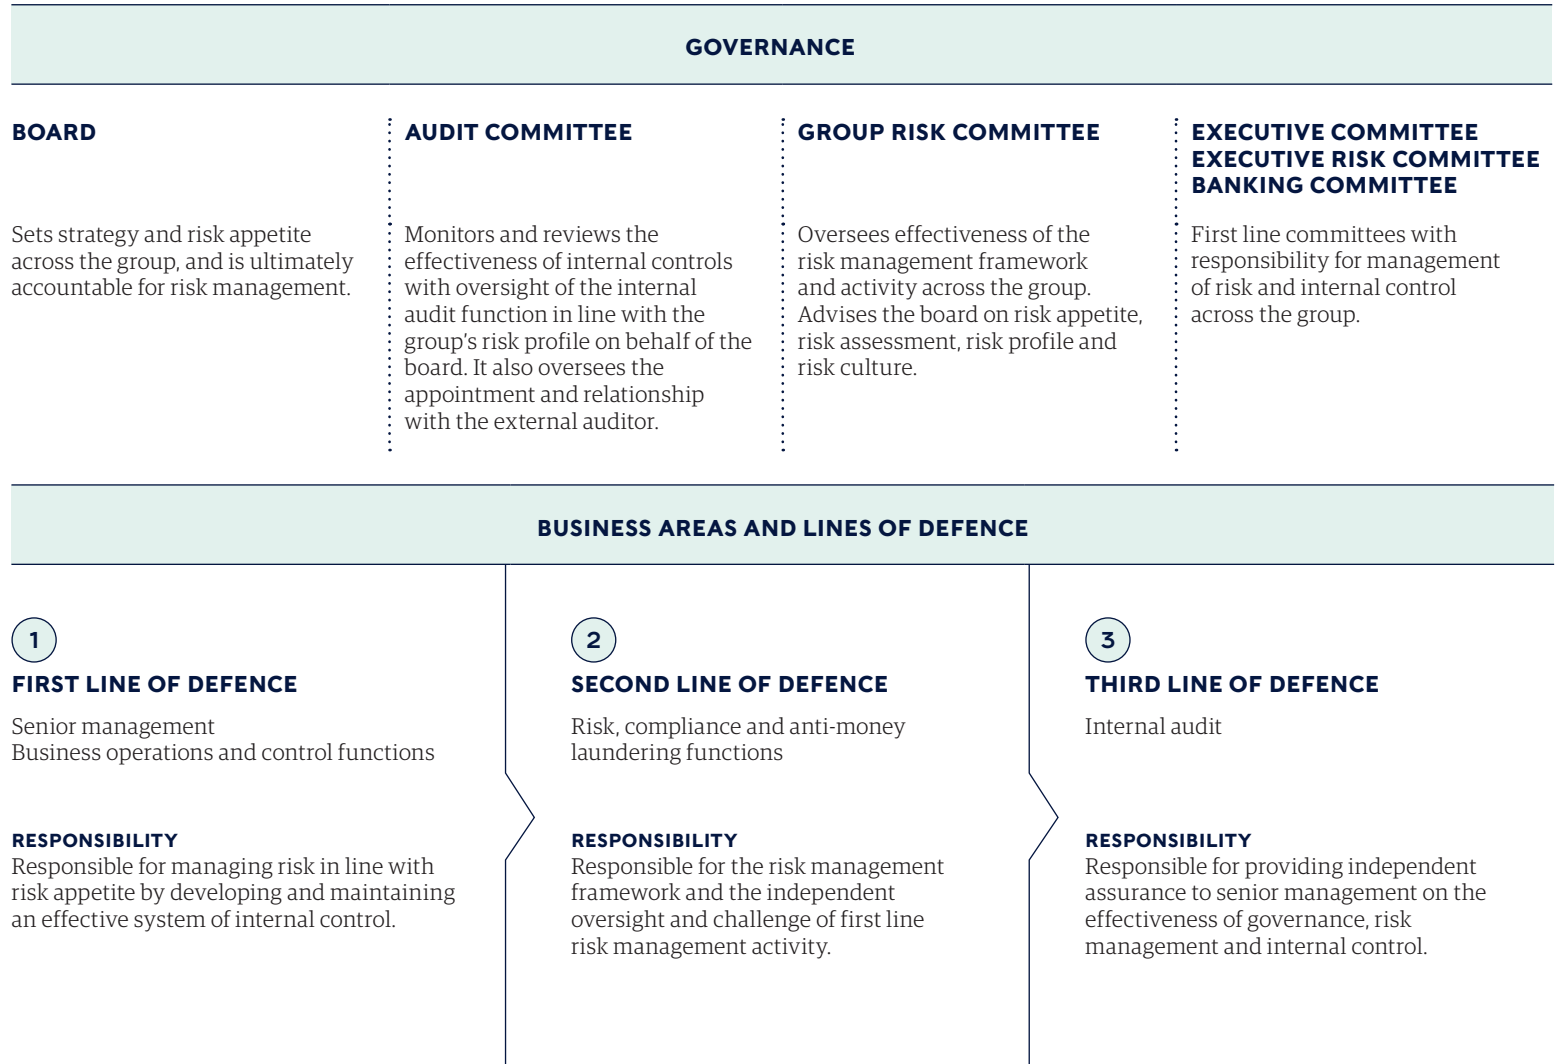 GOVERNANCE
BOARD
Sets strategy and risk appetite
across the group, and is ultimately
accountable for risk management.
AUDIT COMMITTEE
Monitors and reviews the
effectiveness of internal controls
with oversight of the internal
audit function in line with the
group’s risk profile on behalf of the
board. It also oversees the
appointment and relationship
with the external auditor.
GROUP RISK COMMITTEE
Oversees effectiveness of the
risk management framework
and activity across the group.
Advises the board on risk appetite,
risk assessment, risk profile and
risk culture.
EXECUTIVE COMMITTEE
EXECUTIVE RISK COMMITTEE
BANKING COMMITTEE
First line committees with
responsibility for management
of risk and internal control
across the group.
BUSINESS AREAS AND LINES OF DEFENCE
1
FIRST LINE OF DEFENCE
Senior management
Business operations and control functions
RESPONSIBILITY
Responsible for managing risk in line with
risk appetite by developing and maintaining
an effective system of internal control.
2
SECOND LINE OF DEFENCE
Risk, compliance and anti-money
laundering functions
RESPONSIBILITY
Responsible for the risk management
framework and the independent
oversight and challenge of first line
risk management activity.
3
THIRD LINE OF DEFENCE
Internal audit
RESPONSIBILITY
Responsible for providing independent
assurance to senior management on the
effectiveness of governance, risk
management and internal control.